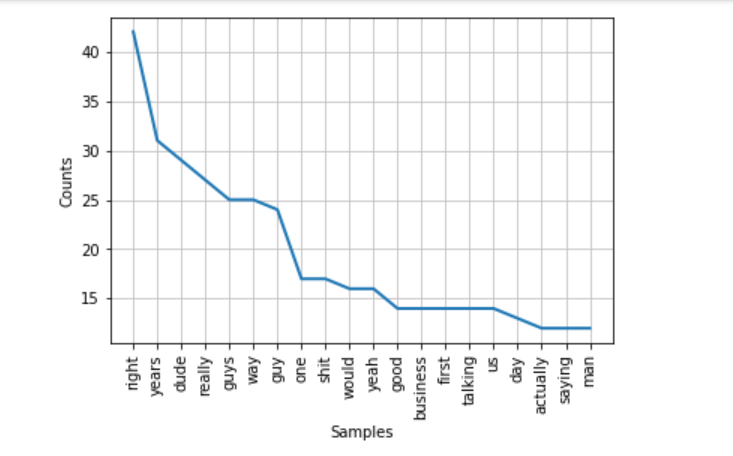 40
35
30
25
20
15
Counts
right
years
dude
really
guys
way
guy
one
shit
would
yeah
good
business
first
talking
us
day
actually
saying
man
Samples